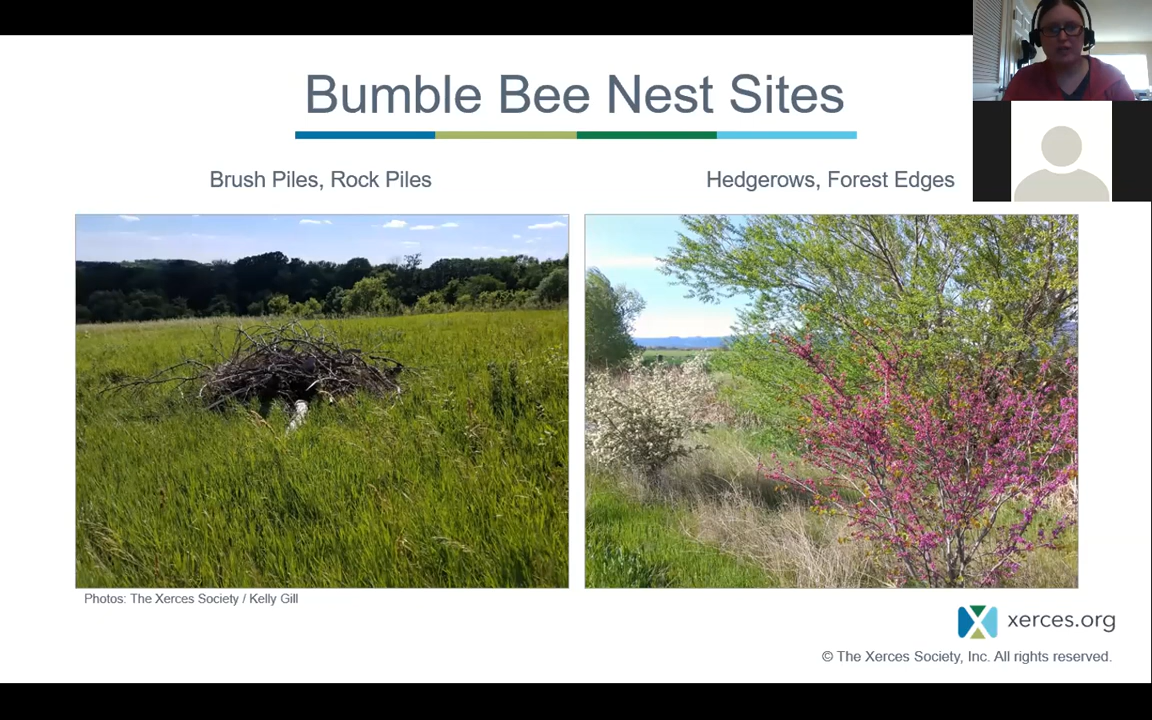 Bumble Bee Nest Sites
Brush Piles, Rock Piles
Hedgerows, Forest Edges
Photos: The Xerces Society / Kelly Gill
xerces.org
© The Xerces Society, Inc. All rights reserved.